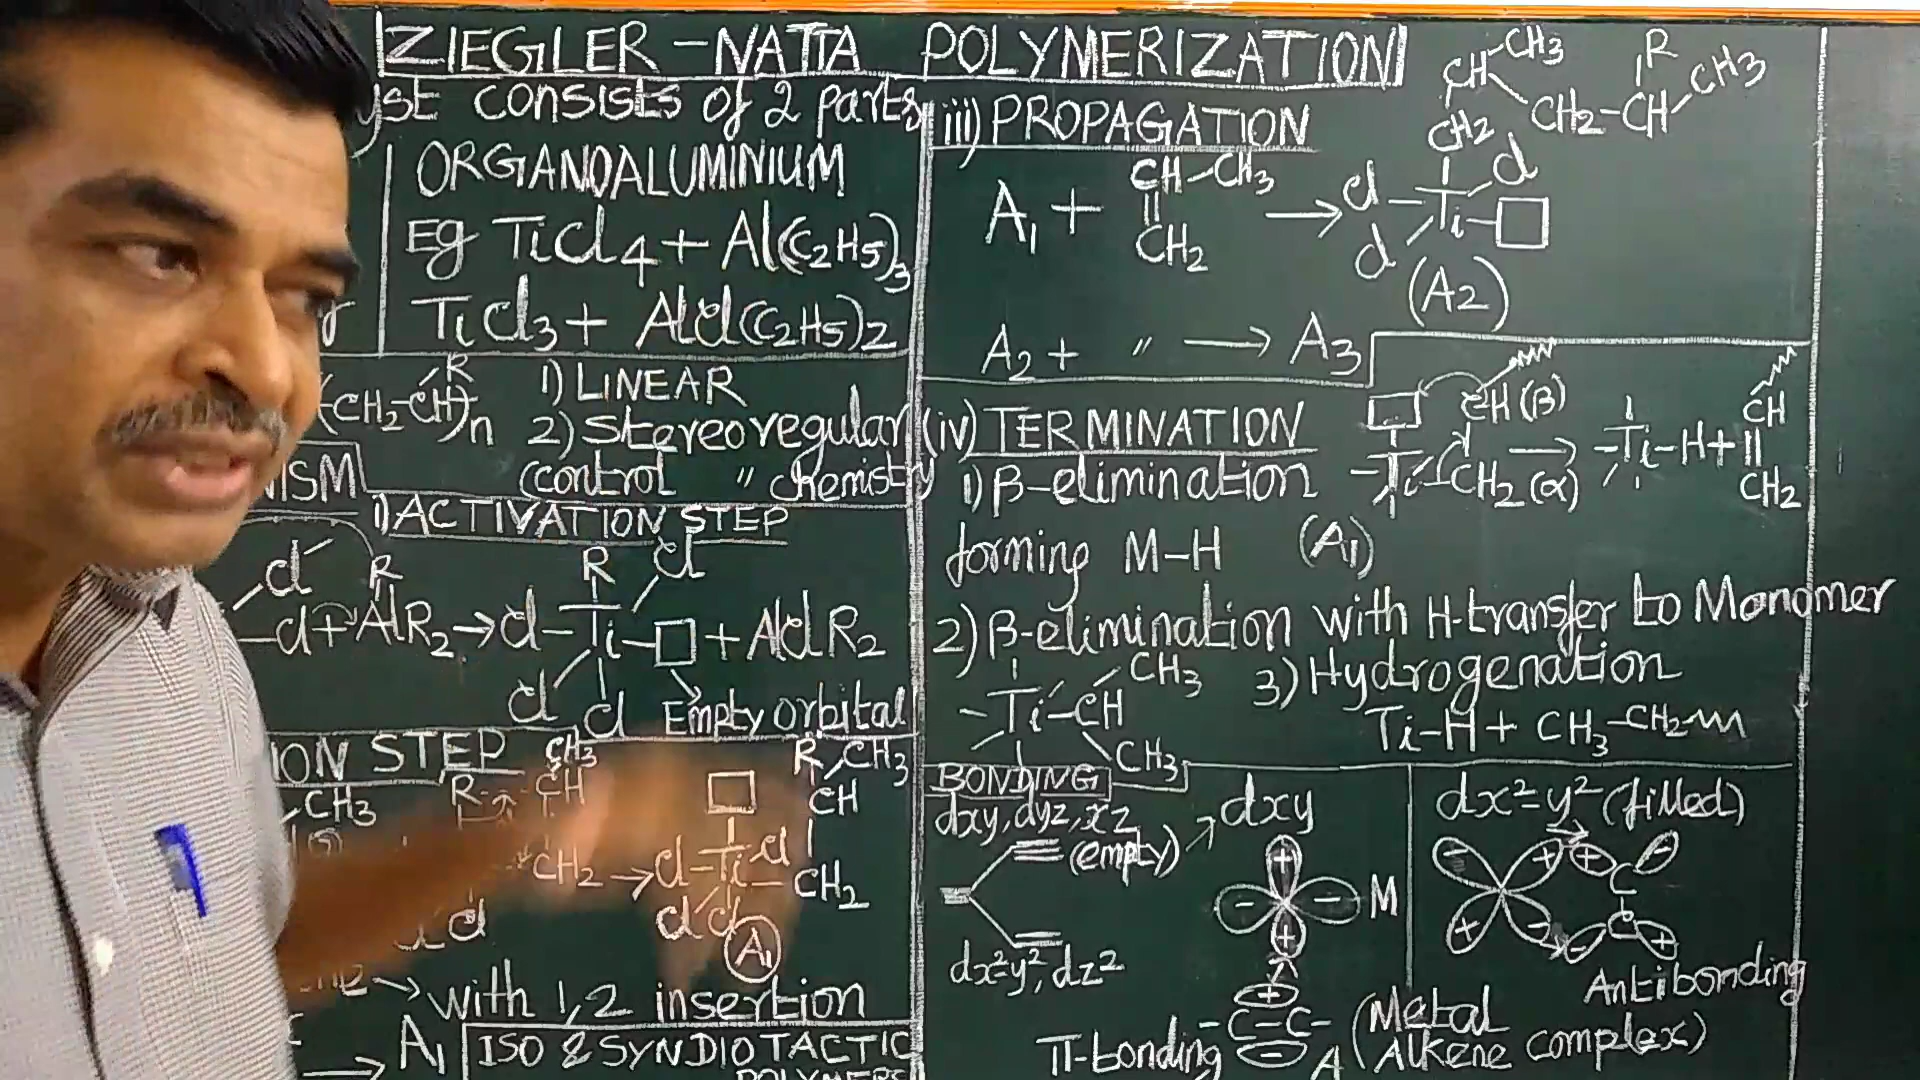 ZIEGLER-NATTA POLYMERIZATION
yst consists of 2 parts
ORGANOALUMINIUM
Eg TiCl4 + Al(C2H5)3
TiCl3 + AlCl(C2H5)2
(CH2-CH)n
R
1) LINEAR
2) Stereoregular
(control " chemistry
NISM
i) ACTIVATION STEP
Cl R R Cl
-Cl + AlR2 → Cl-Ti-□ + AlClR2
Cl Cl Empty orbital
ION STEP
CH3 R CH3
CH3 R CH □ CH
CH2 → Cl-Ti-CH2
Cl
Cl Cl Cl
A1
with 1,2 insertion
→ A1
ISO & SYNDIOTACTIC
POLYMERS
iii) PROPAGATION
CH3 R
CH CH2-CH CH3
CH2
A1 + CH-CH3 → Cl-Ti-□
CH2 Cl
Cl
(A2)
A2 + " → A3
(iv) TERMINATION
1) β-elimination
forming M-H (A1)
□ CH(β) CH
-Ti-CH2(α) → -Ti-H + CH2
2) β-elimination with H-transfer to Monomer
-Ti-CH CH3
CH3
3) Hydrogenation
Ti-H + CH3-CH2
BONDING
dxy, dyz, xz
(empty) → dxy
dx²-y², dz²
+
- - M
+
+
-C-C-
-
A
π-bonding
(Metal
Alkene complex)
dx²-y² (filled)
- + + -
C
C
+ - - +
Antibonding